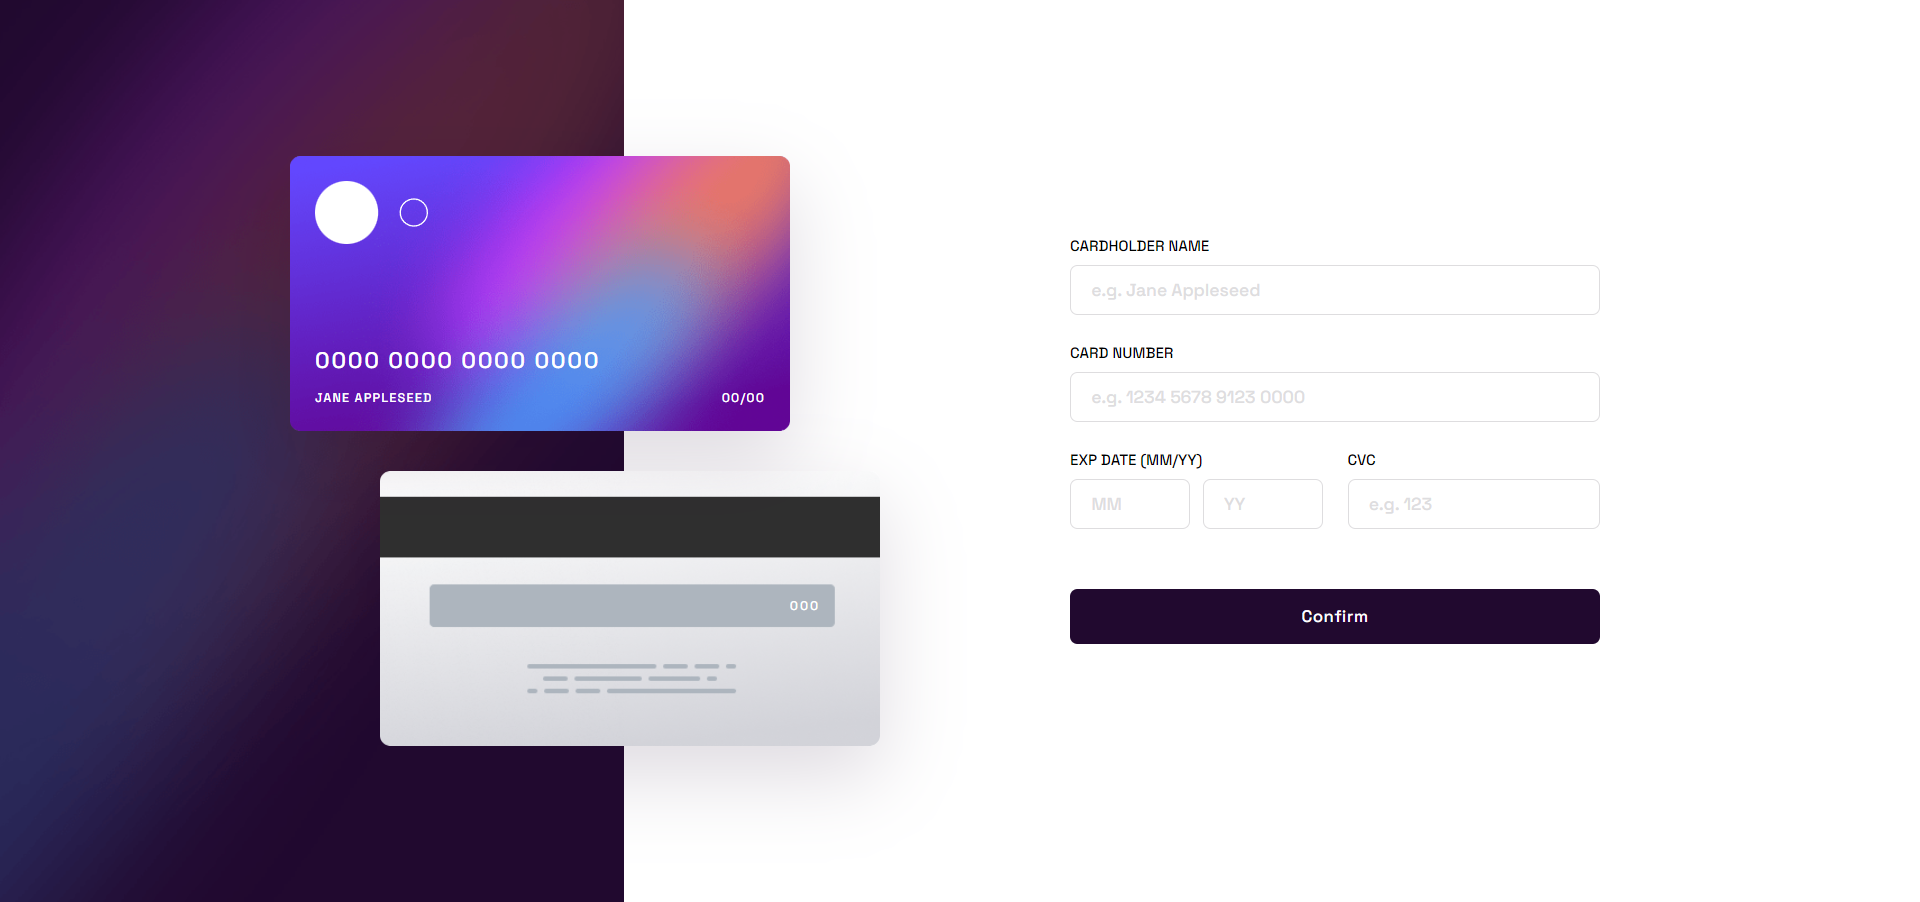 0000 0000 0000 0000
JANE APPLESEED 00/00
000
CARDHOLDER NAME
e.g. Jane Appleseed
CARD NUMBER
e.g. 1234 5678 9123 0000
EXP DATE (MM/YY) CVC
MM YY e.g. 123
Confirm